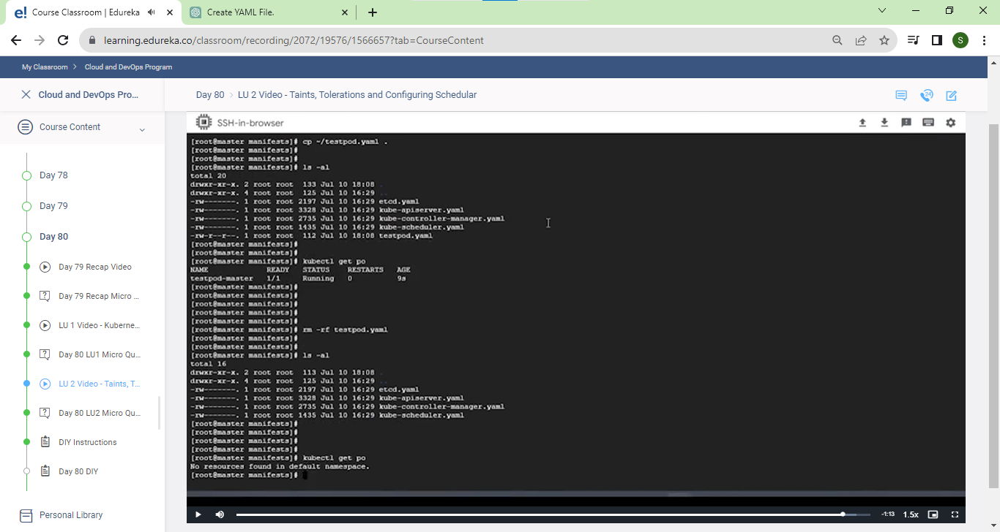 e! Course Classroom | Edureka
Create YAML File.
learning.edureka.co/classroom/recording/2072/19576/1566657?tab=CourseContent
S
My Classroom > Cloud and DevOps Program
Cloud and DevOps Pro...
Day 80 > LU 2 Video - Taints, Tolerations and Configuring Schedular
24
Course Content
Day 78
Day 79
Day 80
Day 79 Recap Video
Day 79 Recap Micro ...
LU 1 Video - Kuberne...
Day 80 LU1 Micro Qu...
LU 2 Video - Taints, T...
Day 80 LU2 Micro Qu...
DIY Instructions
Day 80 DIY
Personal Library
SSH-in-browser
[root@master manifests]# cp ~/testpod.yaml .
[root@master manifests]#
[root@master manifests]#
[root@master manifests]# ls -al
total 20
drwxr-xr-x. 2 root root 133 Jul 10 18:08 .
drwxr-xr-x. 4 root root 125 Jul 10 16:29 ..
-rw-------. 1 root root 2197 Jul 10 16:29 etcd.yaml
-rw-------. 1 root root 3328 Jul 10 16:29 kube-apiserver.yaml
-rw-------. 1 root root 2735 Jul 10 16:29 kube-controller-manager.yaml
-rw-------. 1 root root 1435 Jul 10 16:29 kube-scheduler.yaml
-rw-r--r--. 1 root root 112 Jul 10 18:08 testpod.yaml
[root@master manifests]#
[root@master manifests]#
[root@master manifests]# kubectl get po
NAME READY STATUS RESTARTS AGE
testpod-master 1/1 Running 0 9s
[root@master manifests]#
[root@master manifests]#
[root@master manifests]#
[root@master manifests]#
[root@master manifests]#
[root@master manifests]# rm -rf testpod.yaml
[root@master manifests]#
[root@master manifests]#
[root@master manifests]# ls -al
total 16
drwxr-xr-x. 2 root root 113 Jul 10 18:08 .
drwxr-xr-x. 4 root root 125 Jul 10 16:29 ..
-rw-------. 1 root root 2197 Jul 10 16:29 etcd.yaml
-rw-------. 1 root root 3328 Jul 10 16:29 kube-apiserver.yaml
-rw-------. 1 root root 2735 Jul 10 16:29 kube-controller-manager.yaml
-rw-------. 1 root root 1435 Jul 10 16:29 kube-scheduler.yaml
[root@master manifests]#
[root@master manifests]#
[root@master manifests]#
[root@master manifests]#
[root@master manifests]# kubectl get po
No resources found in default namespace.
[root@master manifests]#
-1:13 1.5x